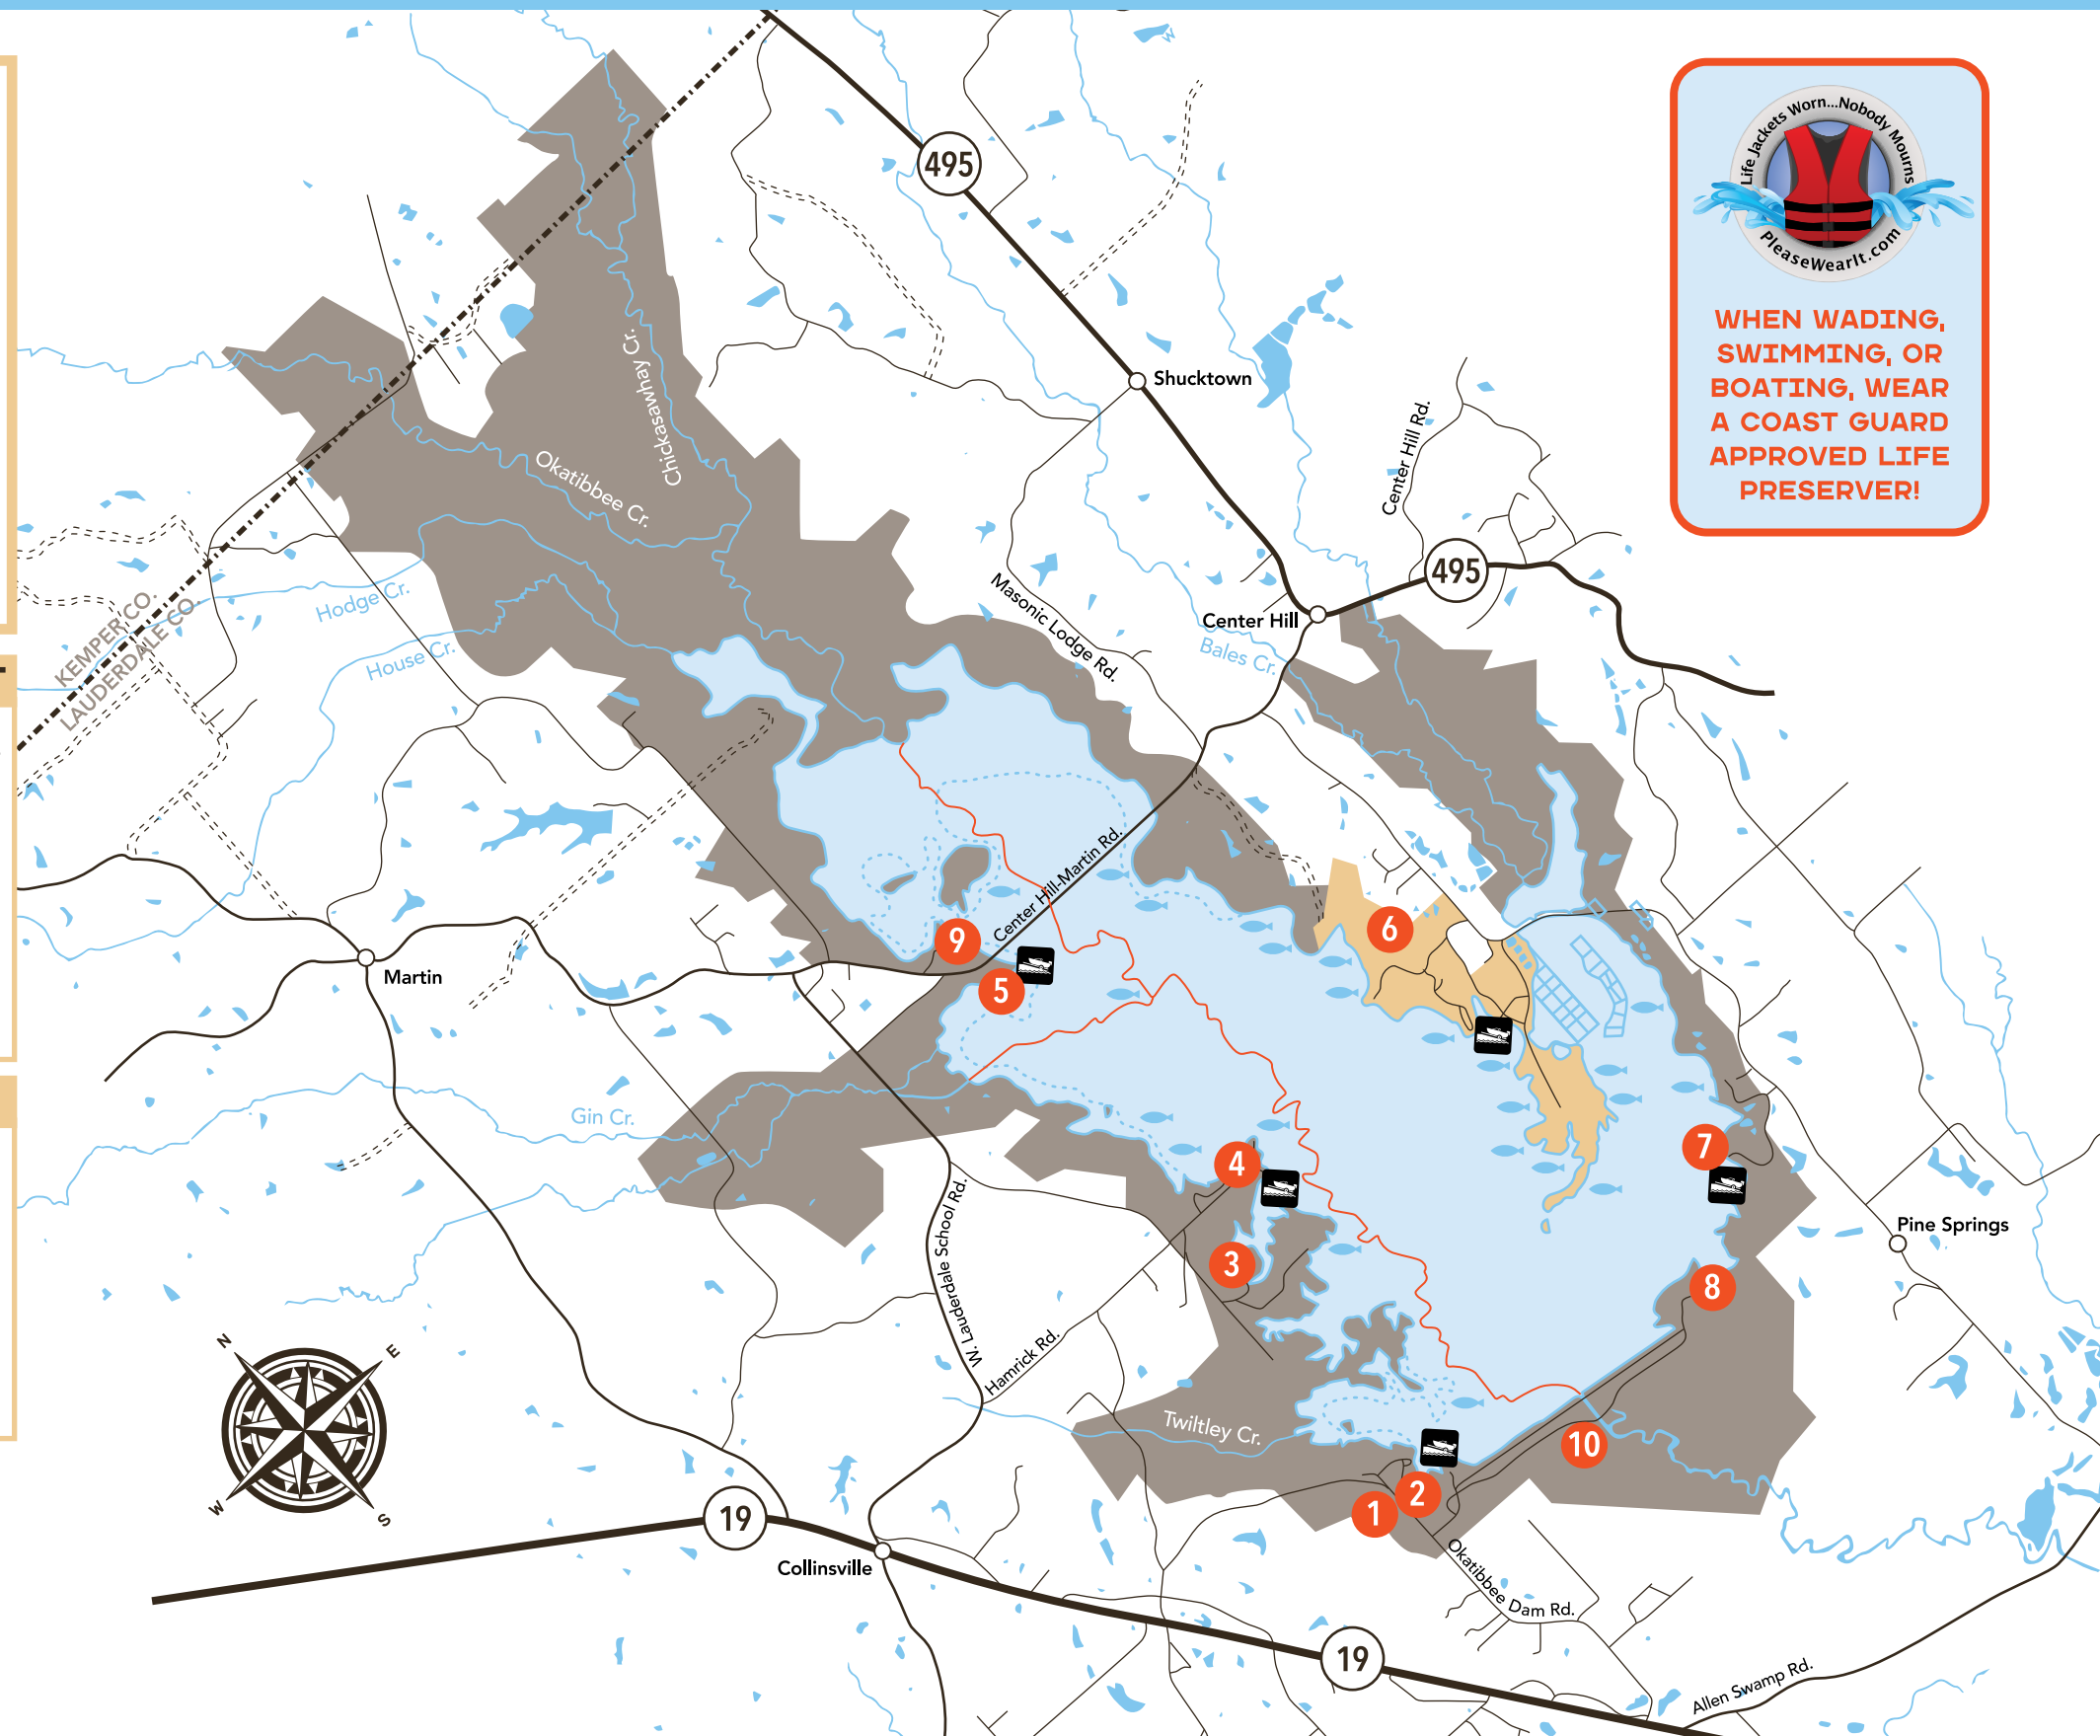 Life Jackets Worn...Nobody Mourns
PleaseWearIt.com
WHEN WADING,
SWIMMING, OR
BOATING, WEAR
A COAST GUARD
APPROVED LIFE
PRESERVER!
495
Shucktown
Chickasawhay Cr.
Center Hill Rd.
Okatibbee Cr.
495
Masonic Lodge Rd.
Hodge Cr.
Center Hill
Bales Cr.
KEMPER CO.
LAUDERDALE CO.
House Cr.
Center Hill-Martin Rd.
6
9
Martin
5
Gin Cr.
7
4
W. Lauderdale School Rd.
Pine Springs
3
8
Hamrick Rd.
N
E
W
S
Twiltley Cr.
10
2
1
19
Collinsville
Okatibbee Dam Rd.
19
Allen Swamp Rd.